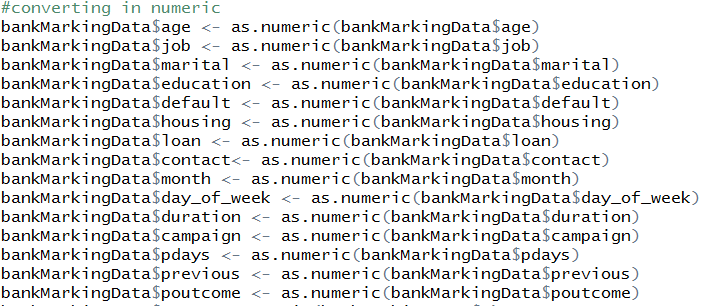 #converting in numeric
bankMarkingData$age <- as.numeric(bankMarkingData$age)
bankMarkingData$job <- as.numeric(bankMarkingData$job)
bankMarkingData$marital <- as.numeric(bankMarkingData$marital)
bankMarkingData$education <- as.numeric(bankMarkingData$education)
bankMarkingData$default <- as.numeric(bankMarkingData$default)
bankMarkingData$housing <- as.numeric(bankMarkingData$housing)
bankMarkingData$loan<- as.numeric(bankMarkingData$loan)
bankMarkingData$contact<- as.numeric(bankMarkingData$contact)
bankMarkingData$month <- as.numeric(bankMarkingData$month)
bankMarkingData$day_of_week <- as.numeric(bankMarkingData$day_of_week)
bankMarkingData$duration <- as.numeric(bankMarkingData$duration)
bankMarkingData$campaign <- as.numeric(bankMarkingData$campaign)
bankMarkingData$pdays <- as.numeric(bankMarkingData$pdays)
bankMarkingData$previous <- as.numeric(bankMarkingData$previous)
bankMarkingData$poutcome <- as.numeric(bankMarkingData$poutcome)